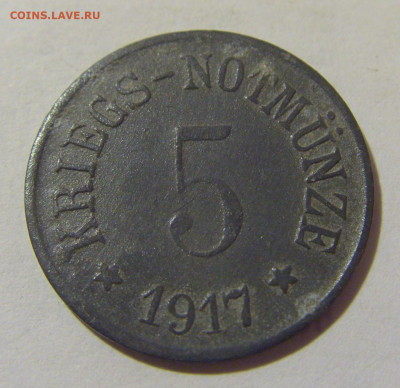 COINS.LAVE.RU
KRIEGS-NOTMÜNZE
5
* 1917 *